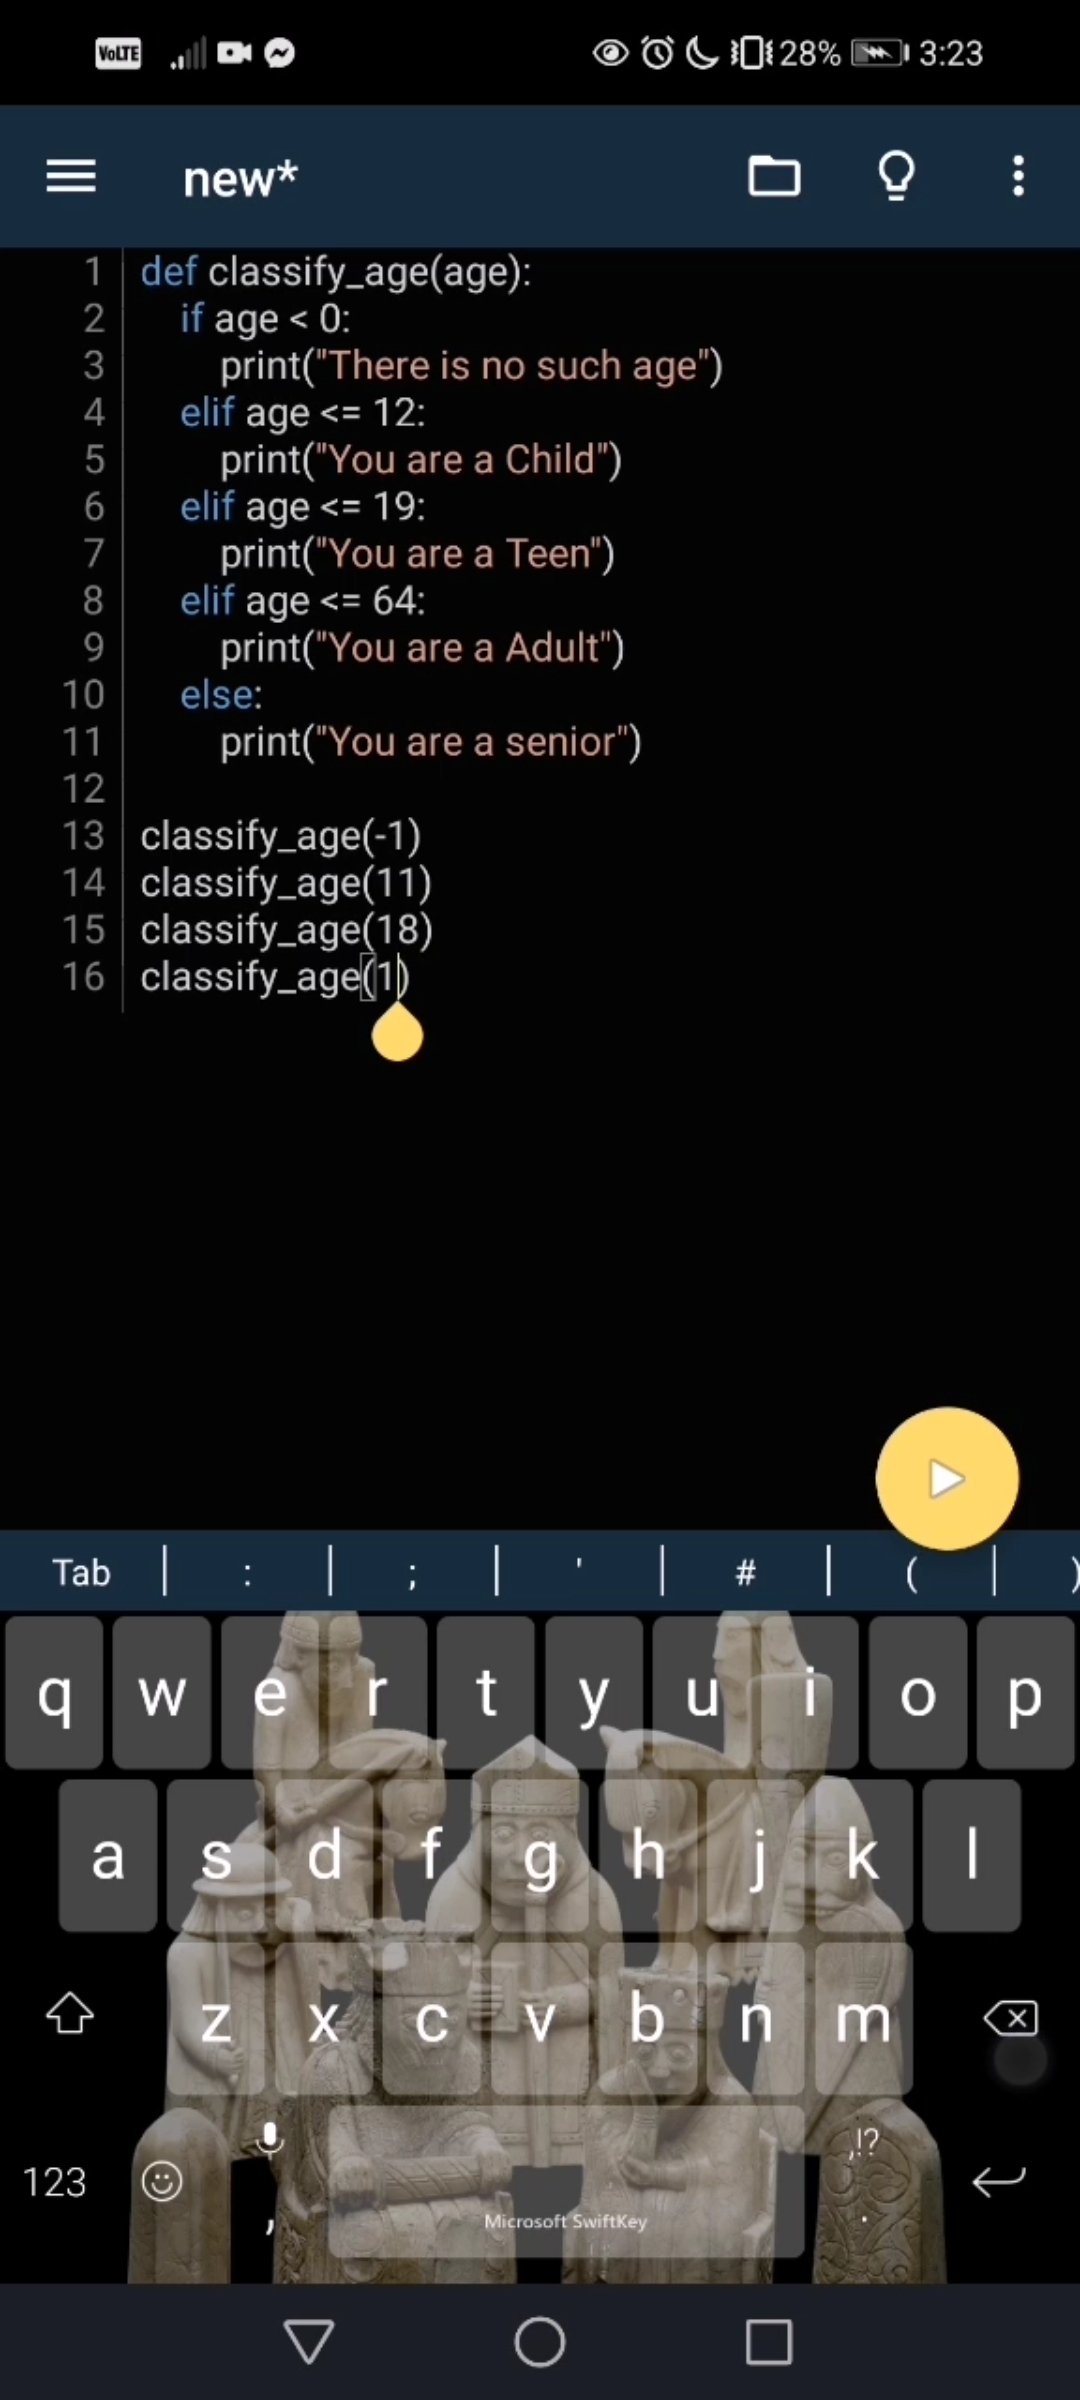 VoLTE 28% 3:23
new*
1 def classify_age(age):
2 if age < 0:
3 print("There is no such age")
4 elif age <= 12:
5 print("You are a Child")
6 elif age <= 19:
7 print("You are a Teen")
8 elif age <= 64:
9 print("You are a Adult")
10 else:
11 print("You are a senior")
12
13 classify_age(-1)
14 classify_age(11)
15 classify_age(18)
16 classify_age(1)
Tab : ; ' # ( )
q w e r t y u i o p
a s d f g h j k l
z x c v b n m
123 , Microsoft SwiftKey ,!? .